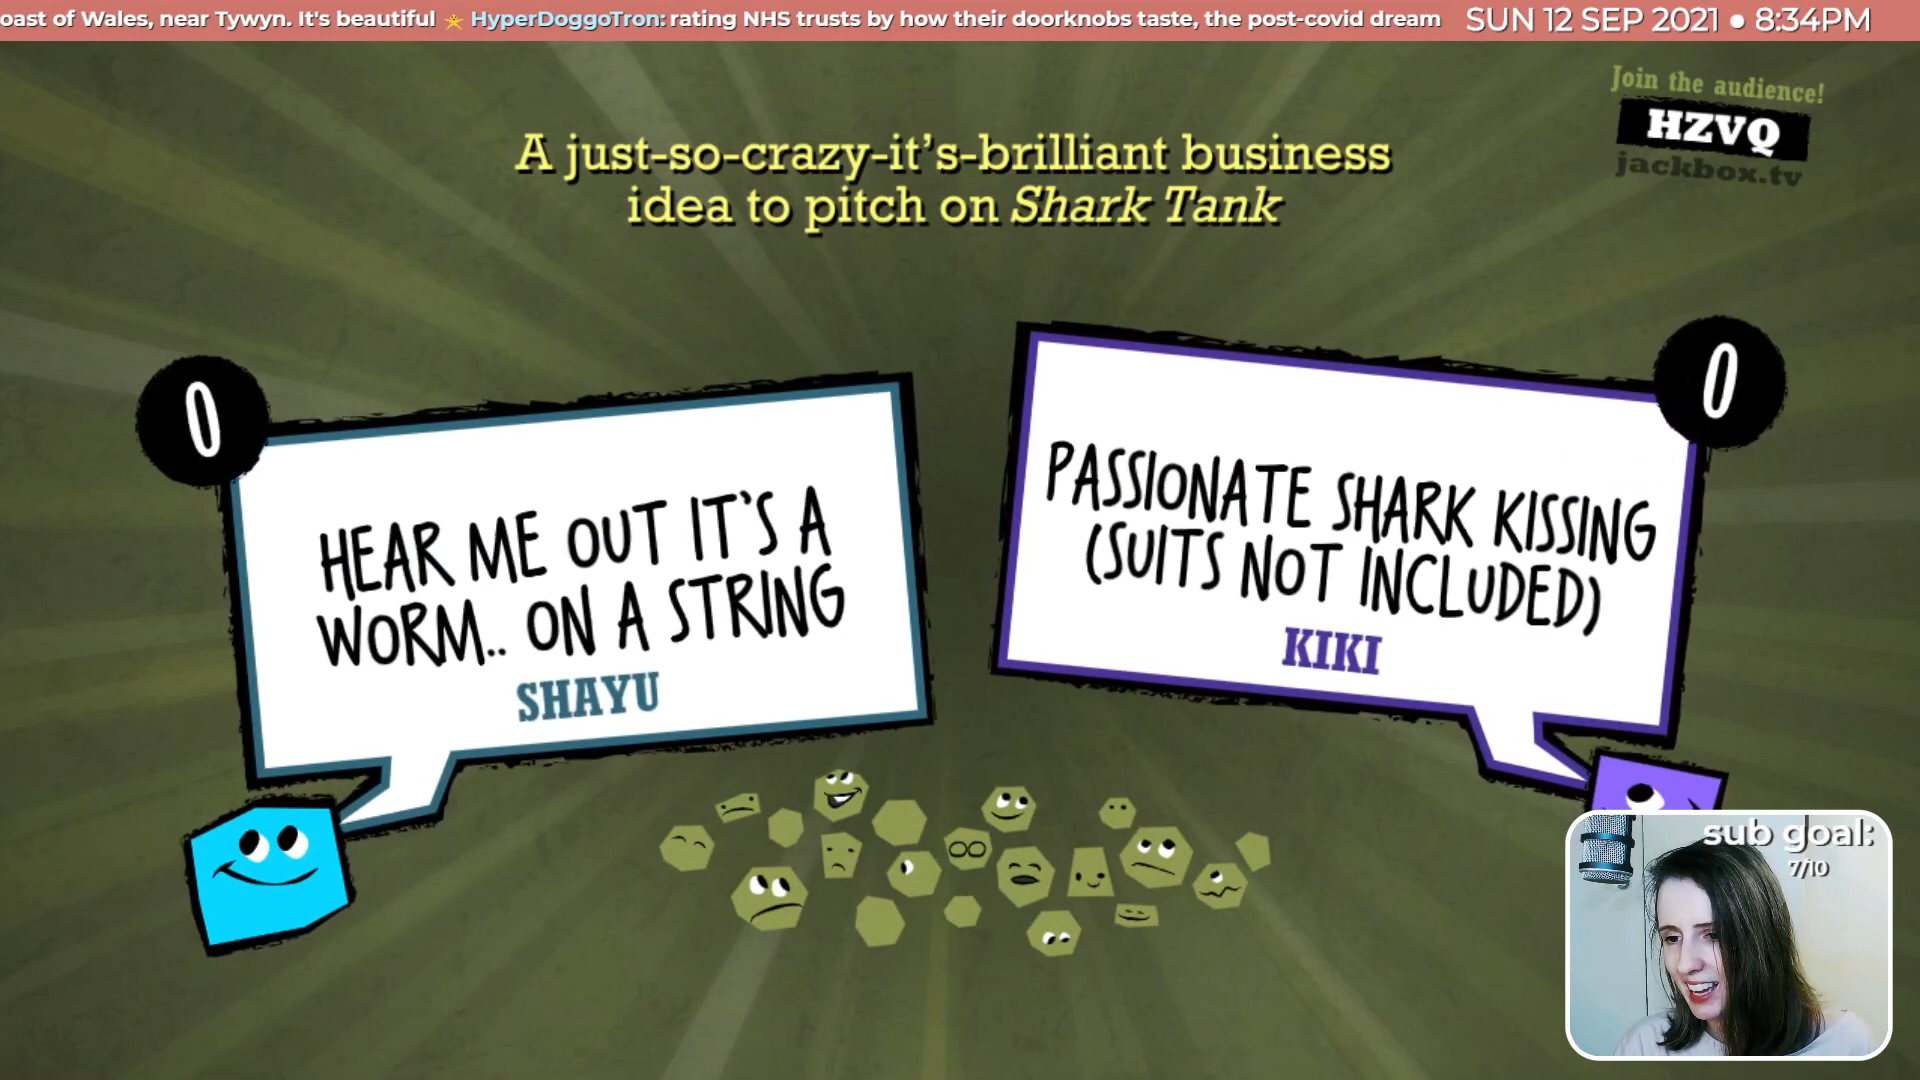 oast of Wales, near Tywyn. It's beautiful HyperDoggoTron: rating NHS trusts by how their doorknobs taste, the post-covid dream
SUN 12 SEP 2021 ● 8:34PM
Join the audience!
HZVQ
jackbox.tv
A just-so-crazy-it's-brilliant business
idea to pitch on Shark Tank
0
HEAR ME OUT IT'S A
WORM.. ON A STRING
SHAYU
0
PASSIONATE SHARK KISSING
(SUITS NOT INCLUDED)
KIKI
sub goal:
7/10